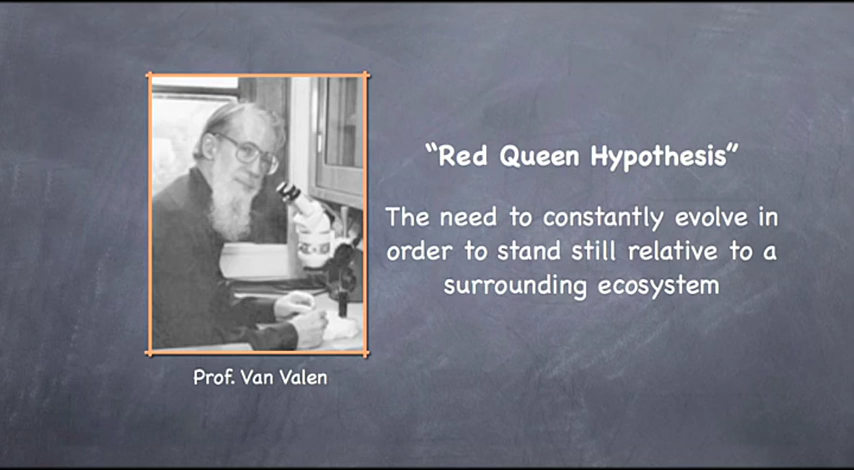 “Red Queen Hypothesis”
The need to constantly evolve in
order to stand still relative to a
surrounding ecosystem
Prof. Van Valen